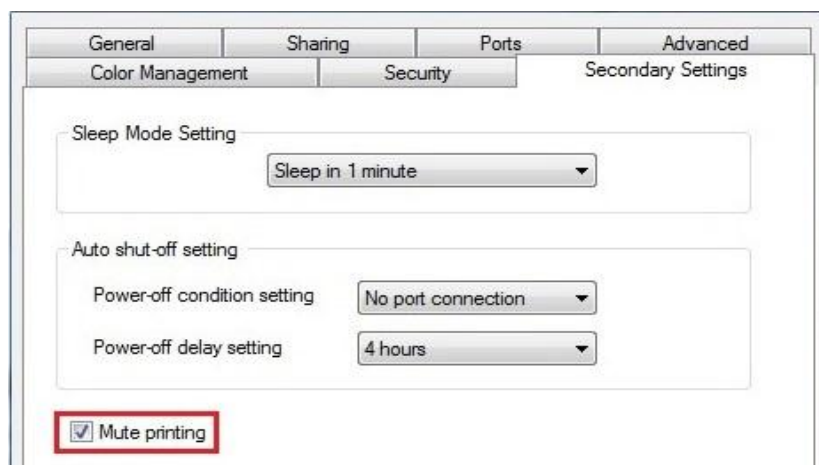 General Sharing Ports Advanced
Color Management Security Secondary Settings
Sleep Mode Setting
Sleep in 1 minute
Auto shut-off setting
Power-off condition setting No port connection
Power-off delay setting 4 hours
Mute printing